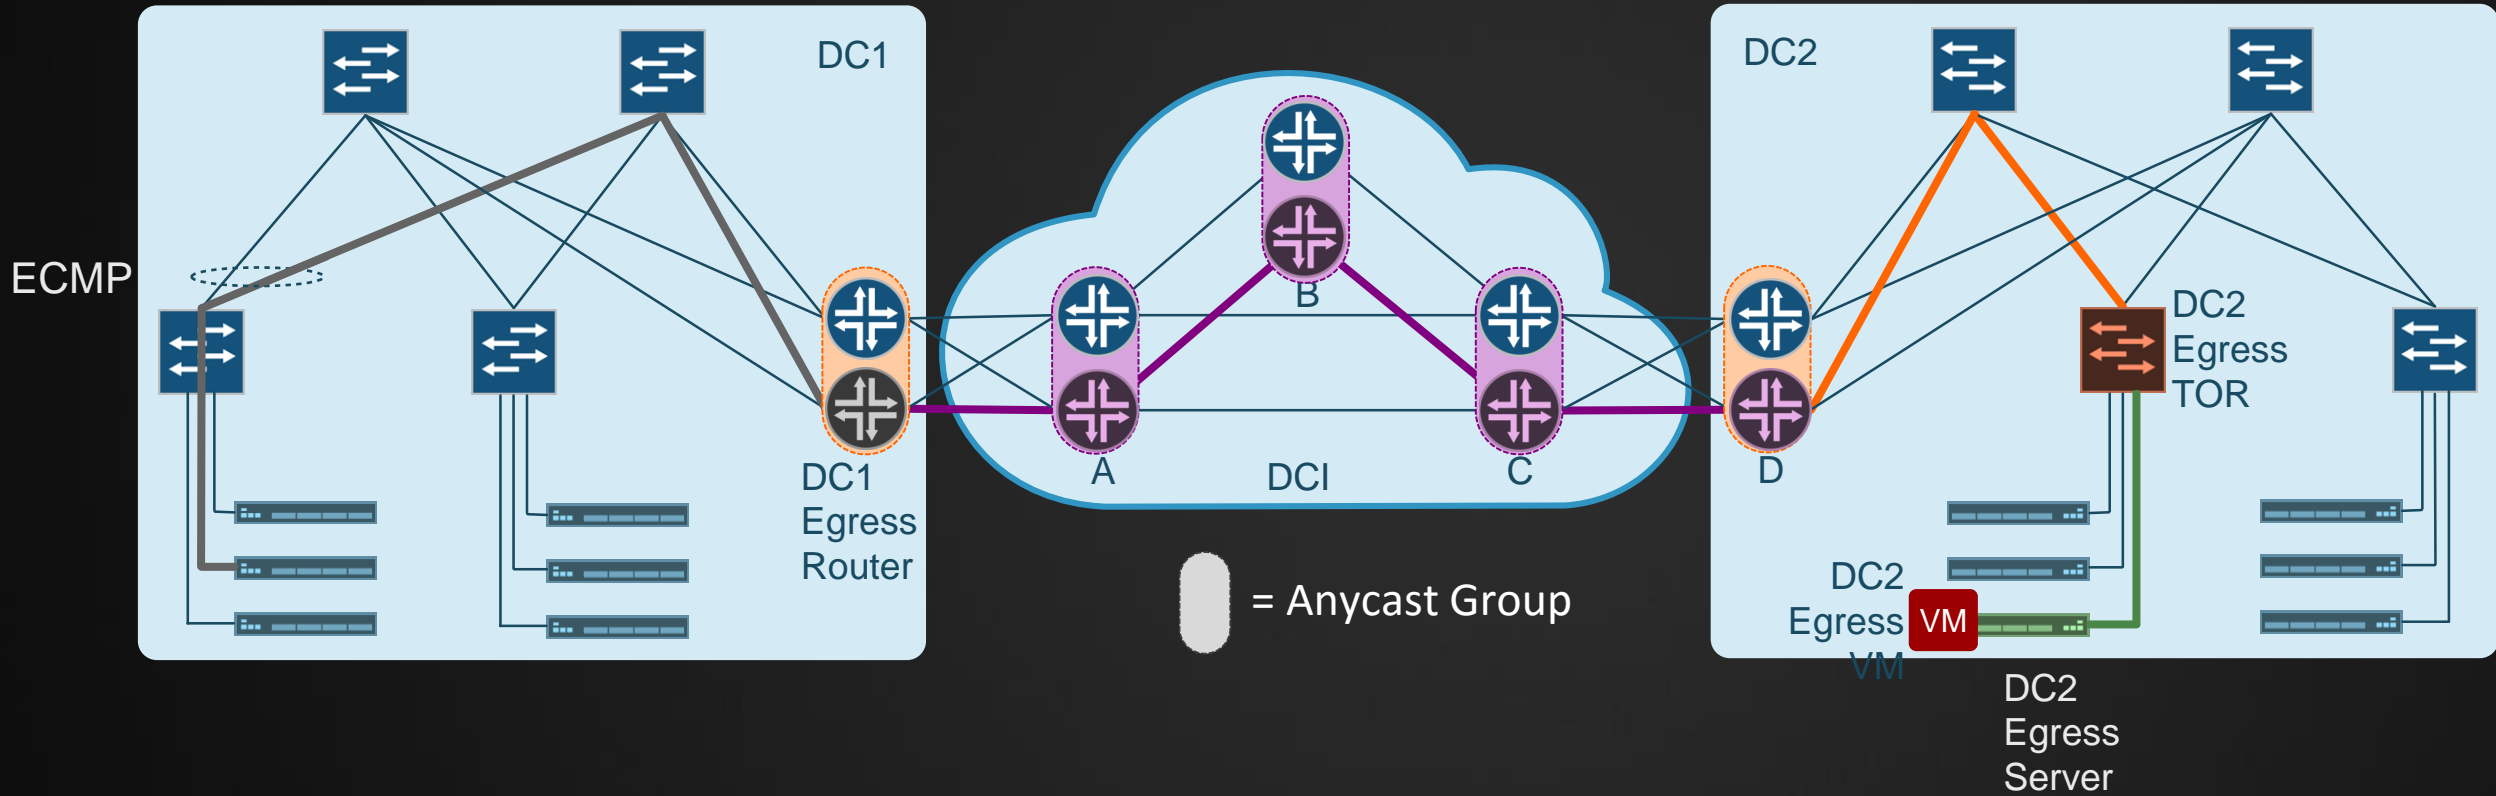 DC1
DC2
ECMP
B
DC2
Egress
TOR
A
DCI
C
D
DC1
Egress
Router
= Anycast Group
DC2
Egress
VM
VM
DC2
Egress
Server